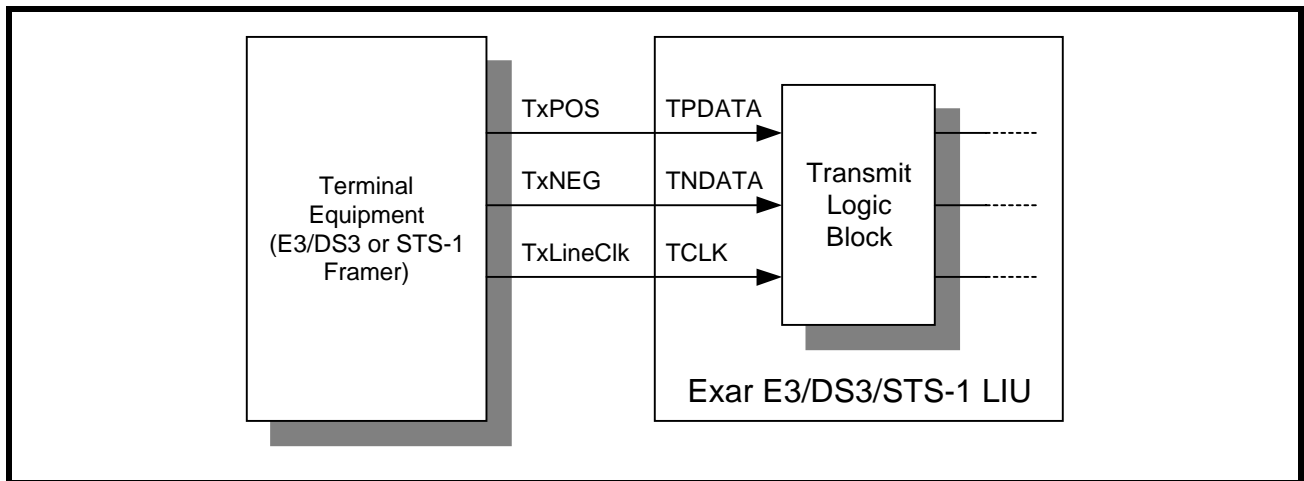 Terminal
Equipment
(E3/DS3 or STS-1
Framer)
TxPOS
TxNEG
TxLineClk
TPDATA
TNDATA
TCLK
Transmit
Logic
Block
Exar E3/DS3/STS-1 LIU